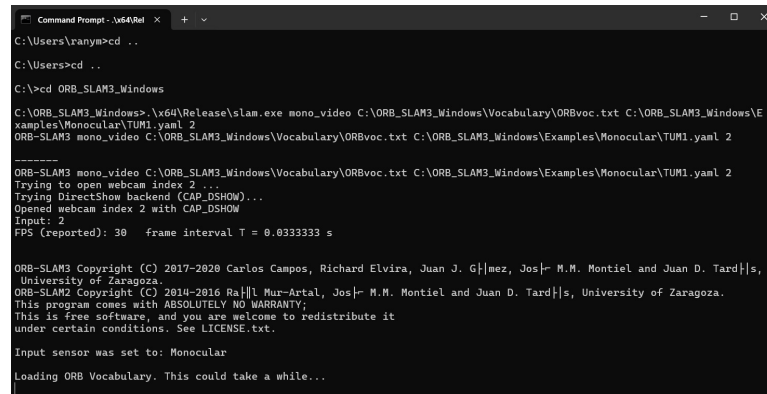 Command Prompt - .\x64\Rel
C:\Users\ranym>cd ..
C:\Users>cd ..
C:\>cd ORB_SLAM3_Windows
C:\ORB_SLAM3_Windows>.\x64\Release\slam.exe mono_video C:\ORB_SLAM3_Windows\Vocabulary\ORBvoc.txt C:\ORB_SLAM3_Windows\E
xamples\Monocular\TUM1.yaml 2
ORB-SLAM3 mono_video C:\ORB_SLAM3_Windows\Vocabulary\ORBvoc.txt C:\ORB_SLAM3_Windows\Examples\Monocular\TUM1.yaml 2
-------
ORB-SLAM3 mono_video C:\ORB_SLAM3_Windows\Vocabulary\ORBvoc.txt C:\ORB_SLAM3_Windows\Examples\Monocular\TUM1.yaml 2
Trying to open webcam index 2 ...
Trying DirectShow backend (CAP_DSHOW)...
Opened webcam index 2 with CAP_DSHOW
Input: 2
FPS (reported): 30   frame interval T = 0.0333333 s
ORB-SLAM3 Copyright (C) 2017-2020 Carlos Campos, Richard Elvira, Juan J. G├│mez, Jos├⌐ M.M. Montiel and Juan D. Tard├│s,
 University of Zaragoza.
ORB-SLAM2 Copyright (C) 2014-2016 Ra├║l Mur-Artal, Jos├⌐ M.M. Montiel and Juan D. Tard├│s, University of Zaragoza.
This program comes with ABSOLUTELY NO WARRANTY;
This is free software, and you are welcome to redistribute it
under certain conditions. See LICENSE.txt.
Input sensor was set to: Monocular
Loading ORB Vocabulary. This could take a while...